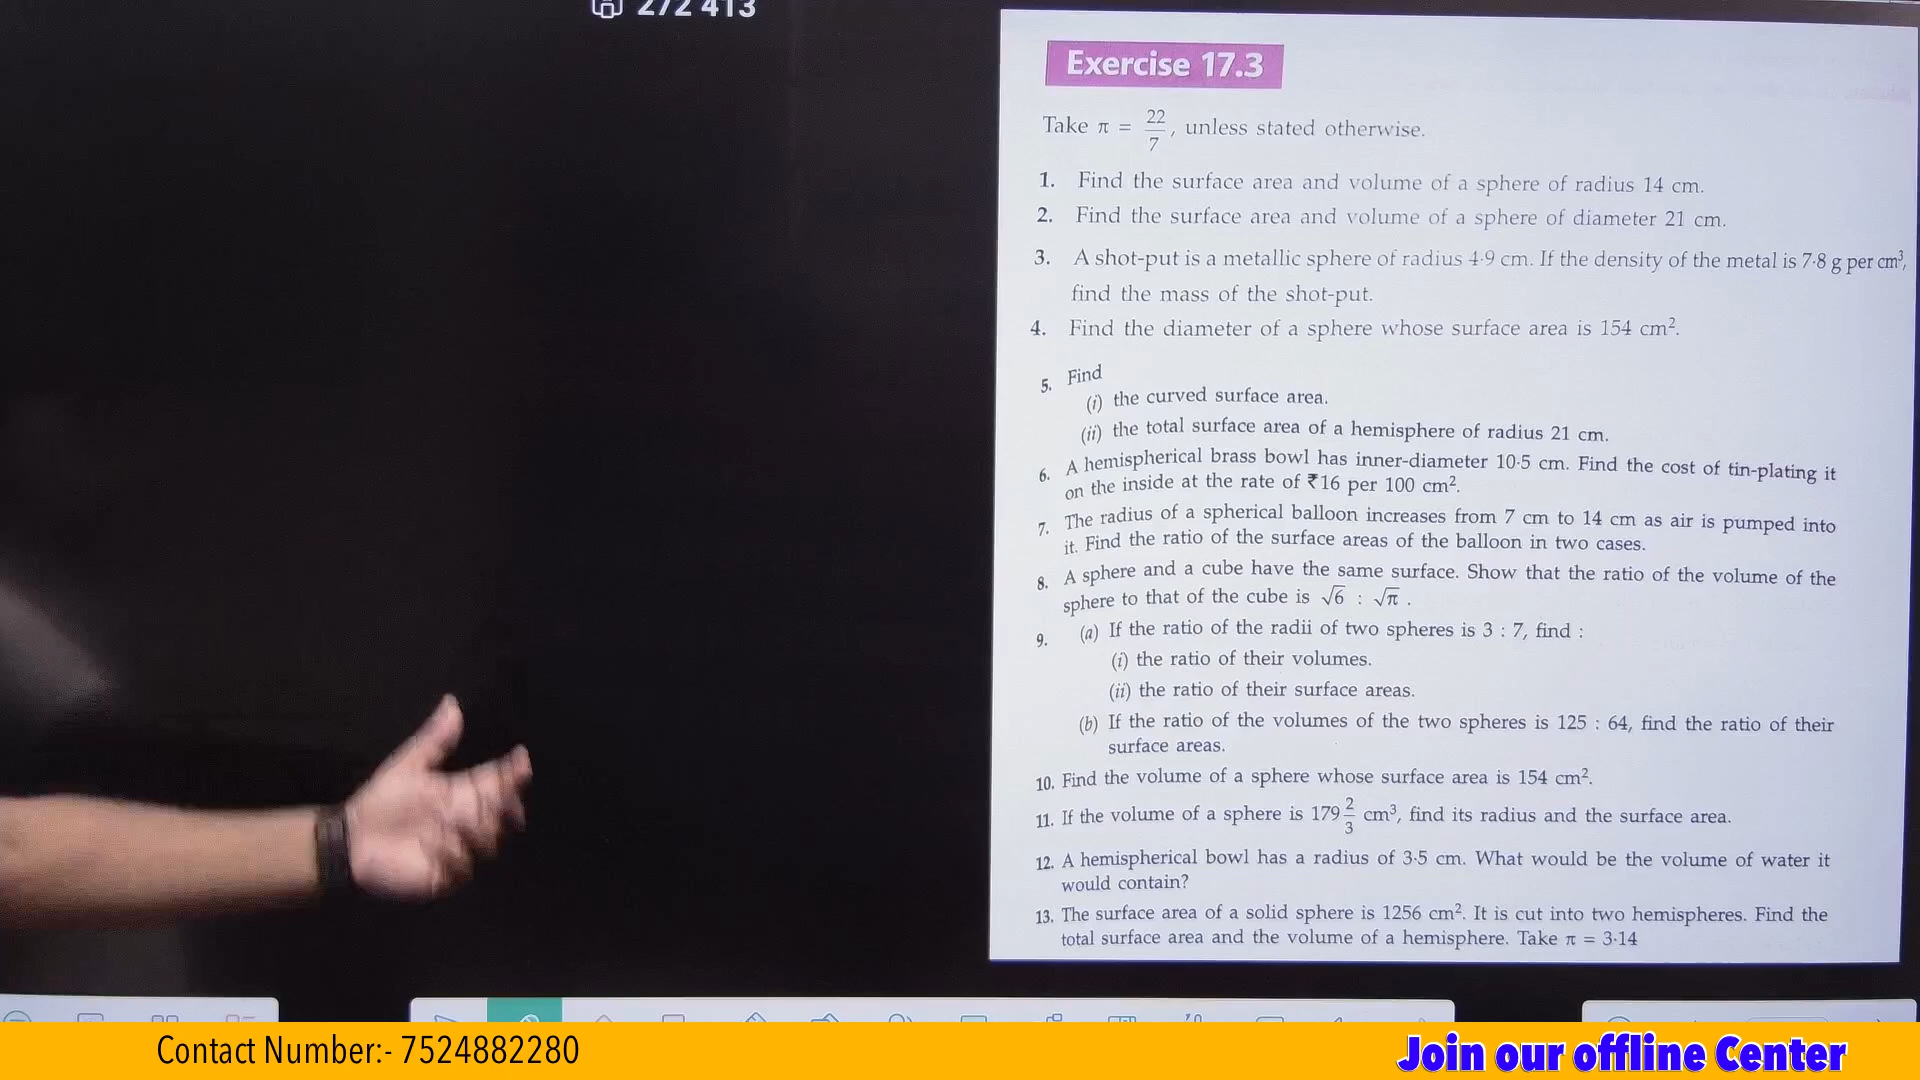 272 413
Exercise 17.3
Take π = 22/7, unless stated otherwise.
1. Find the surface area and volume of a sphere of radius 14 cm.
2. Find the surface area and volume of a sphere of diameter 21 cm.
3. A shot-put is a metallic sphere of radius 4·9 cm. If the density of the metal is 7·8 g per cm³,
find the mass of the shot-put.
4. Find the diameter of a sphere whose surface area is 154 cm².
5. Find
(i) the curved surface area.
(ii) the total surface area of a hemisphere of radius 21 cm.
6. A hemispherical brass bowl has inner-diameter 10·5 cm. Find the cost of tin-plating it
on the inside at the rate of ₹16 per 100 cm².
7. The radius of a spherical balloon increases from 7 cm to 14 cm as air is pumped into
it. Find the ratio of the surface areas of the balloon in two cases.
8. A sphere and a cube have the same surface. Show that the ratio of the volume of the
sphere to that of the cube is √6 : √π .
9. (a) If the ratio of the radii of two spheres is 3 : 7, find :
(i) the ratio of their volumes.
(ii) the ratio of their surface areas.
(b) If the ratio of the volumes of the two spheres is 125 : 64, find the ratio of their
surface areas.
10. Find the volume of a sphere whose surface area is 154 cm².
11. If the volume of a sphere is 179 2/3 cm³, find its radius and the surface area.
12. A hemispherical bowl has a radius of 3·5 cm. What would be the volume of water it
would contain?
13. The surface area of a solid sphere is 1256 cm². It is cut into two hemispheres. Find the
total surface area and the volume of a hemisphere. Take π = 3·14
Contact Number:- 7524882280
Join our offline Center